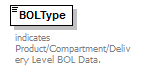 BOLType
indicates
Product/Compartment/Deliv
ery Level BOL Data.